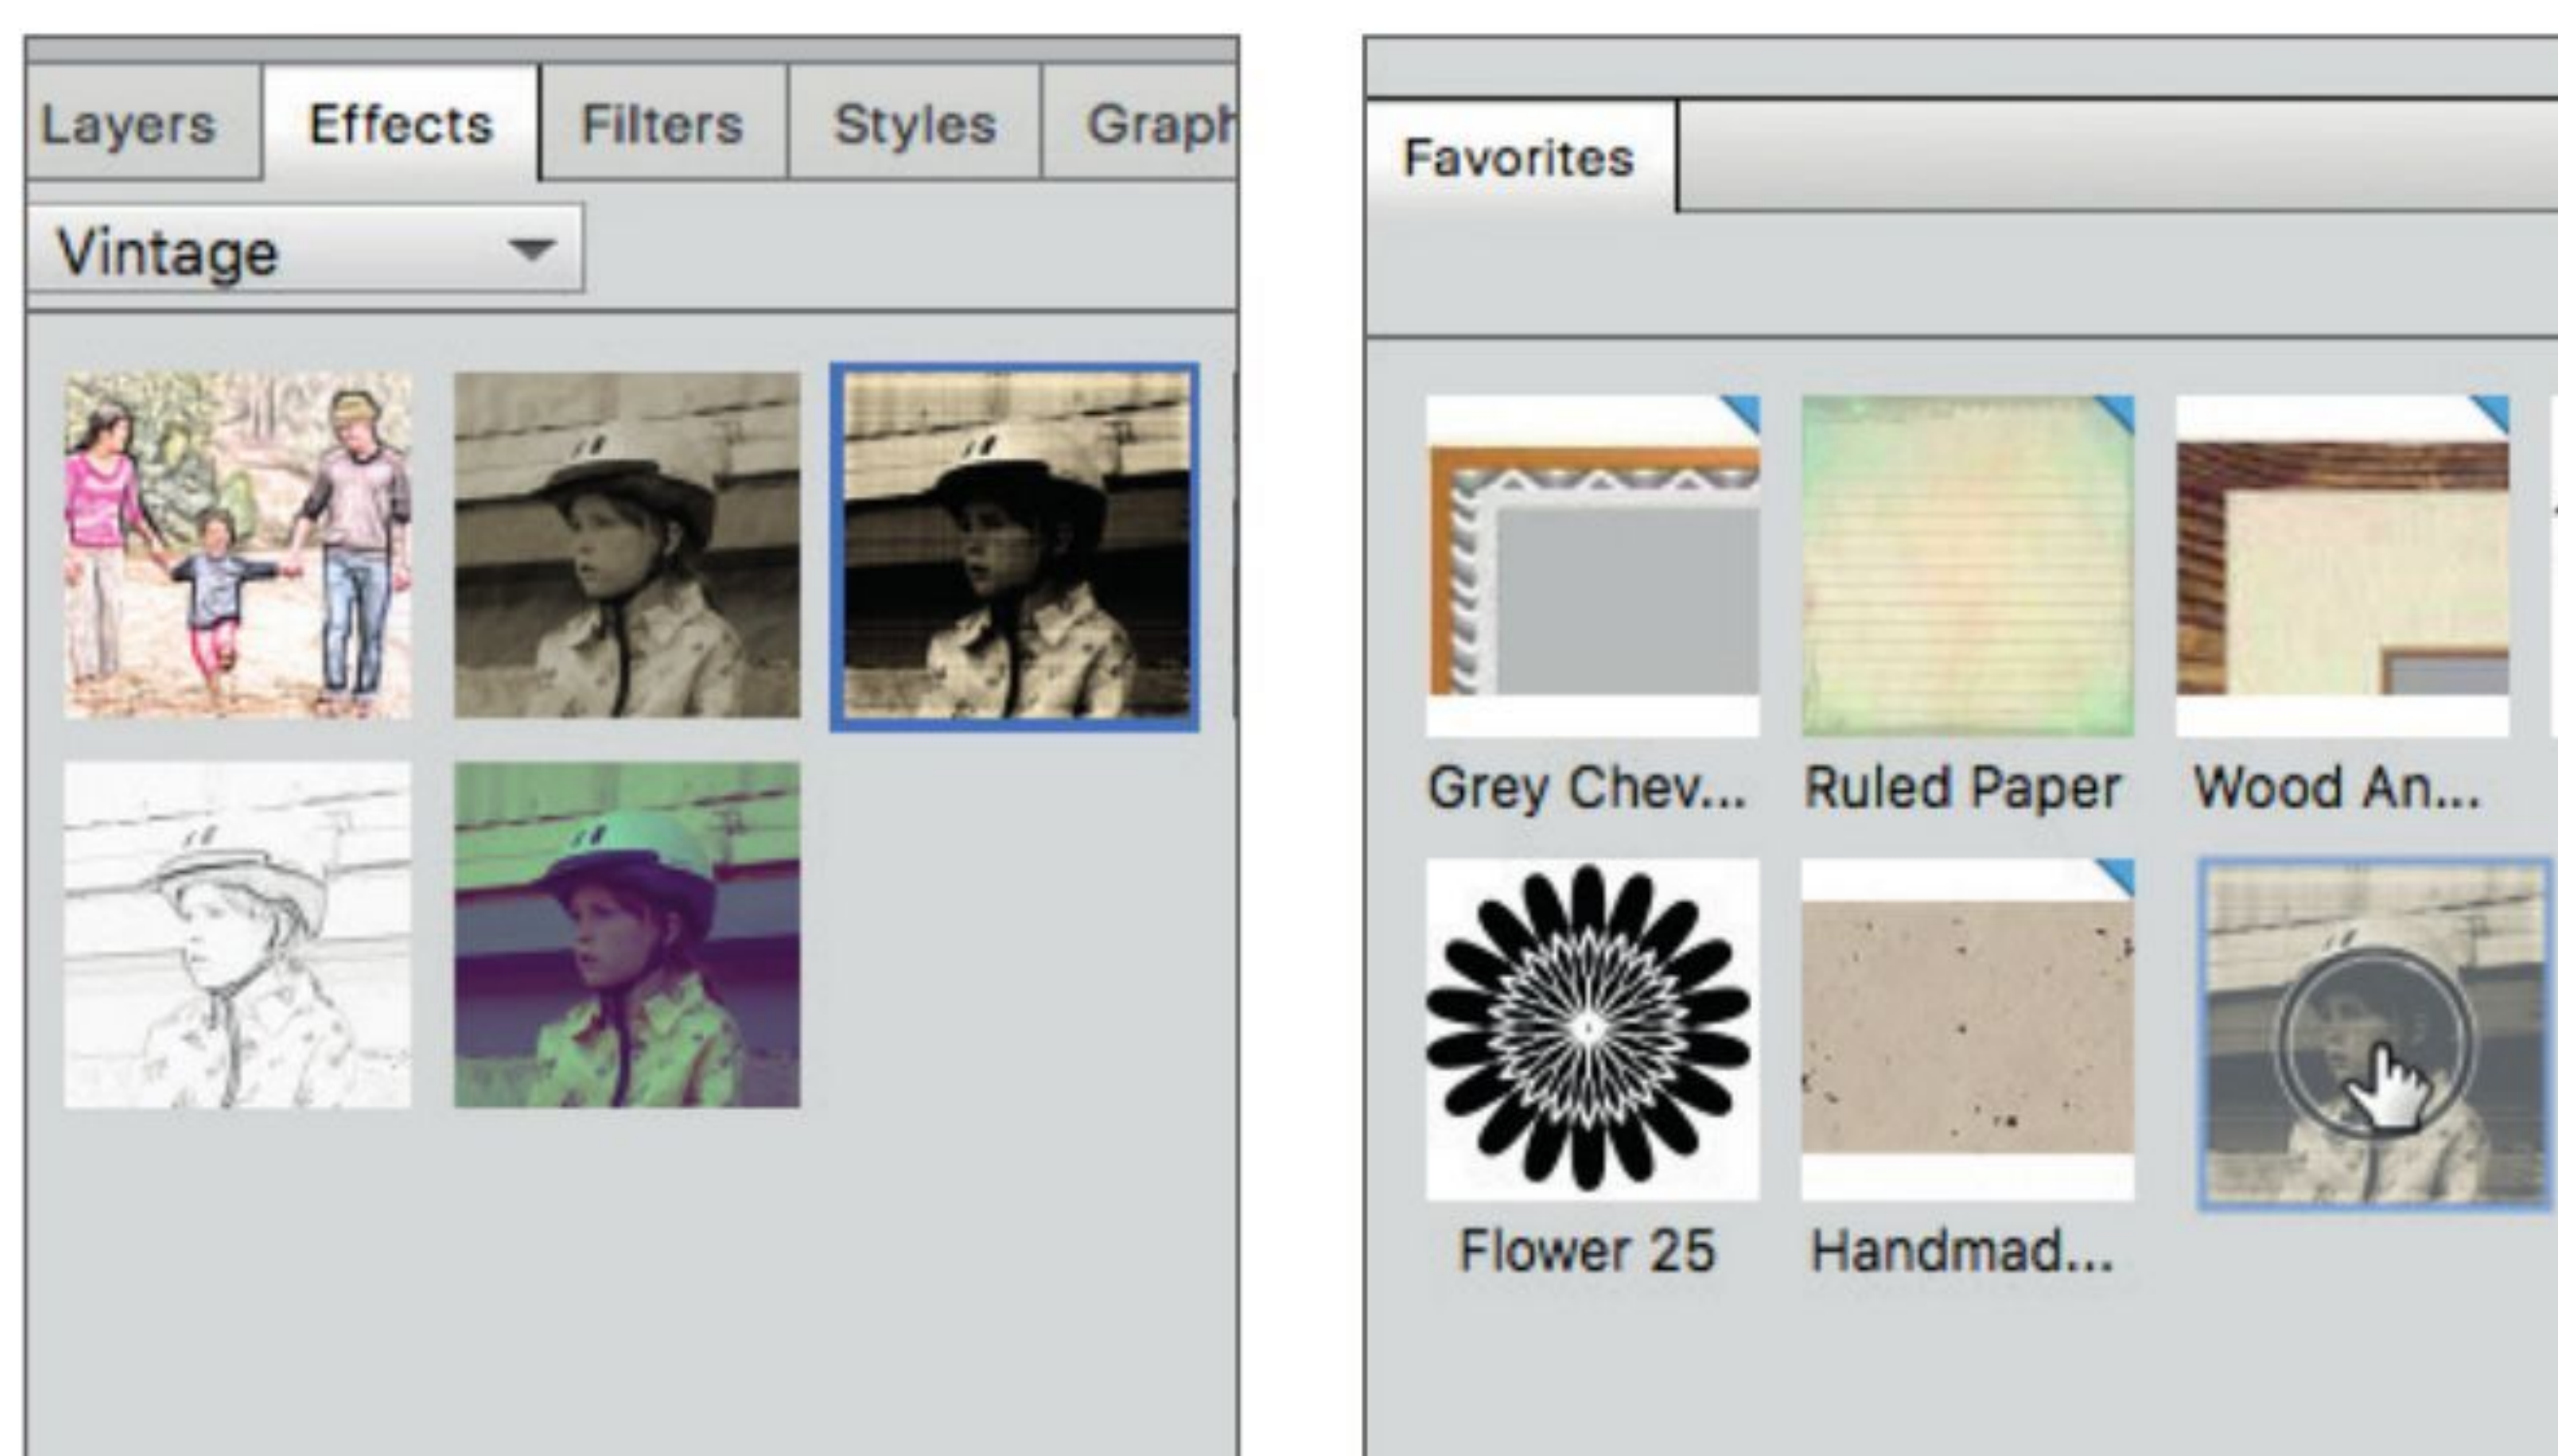 Layers Effects Filters Styles Graph
Vintage
Favorites
Grey Chev... Ruled Paper Wood An...
Flower 25 Handmad...